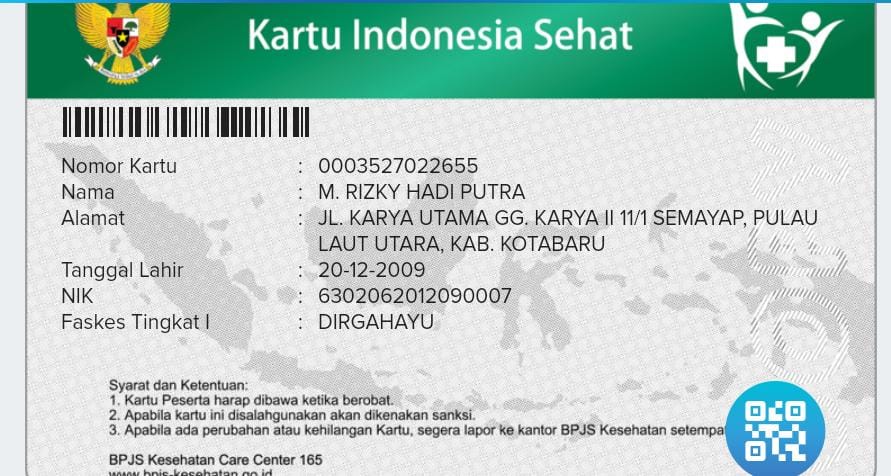 Kartu Indonesia Sehat
Nomor Kartu : 0003527022655
Nama : M. RIZKY HADI PUTRA
Alamat : JL. KARYA UTAMA GG. KARYA II 11/1 SEMAYAP, PULAU
LAUT UTARA, KAB. KOTABARU
Tanggal Lahir : 20-12-2009
NIK : 6302062012090007
Faskes Tingkat I : DIRGAHAYU
Syarat dan Ketentuan:
1. Kartu Peserta harap dibawa ketika berobat.
2. Apabila kartu ini disalahgunakan akan dikenakan sanksi.
3. Apabila ada perubahan atau kehilangan Kartu, segera lapor ke kantor BPJS Kesehatan setempa
BPJS Kesehatan Care Center 165
www.bpjs-kesehatan.go.id